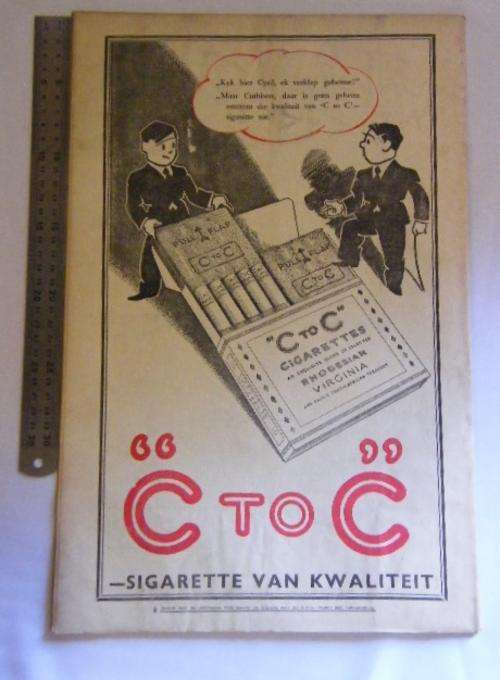 „Kyk hier Cyril, ek verklap geheime!”
„Maar Cuthbert, daar is geen geheim
omtrent die kwaliteit van “C to C”—
sigarette nie.”
PULL FLAP
C TO C
PULL FLAP
C TO C
"C TO C"
CIGARETTES
RHODESIAN
VIRGINIA
“C TO C”
—SIGARETTE VAN KWALITEIT